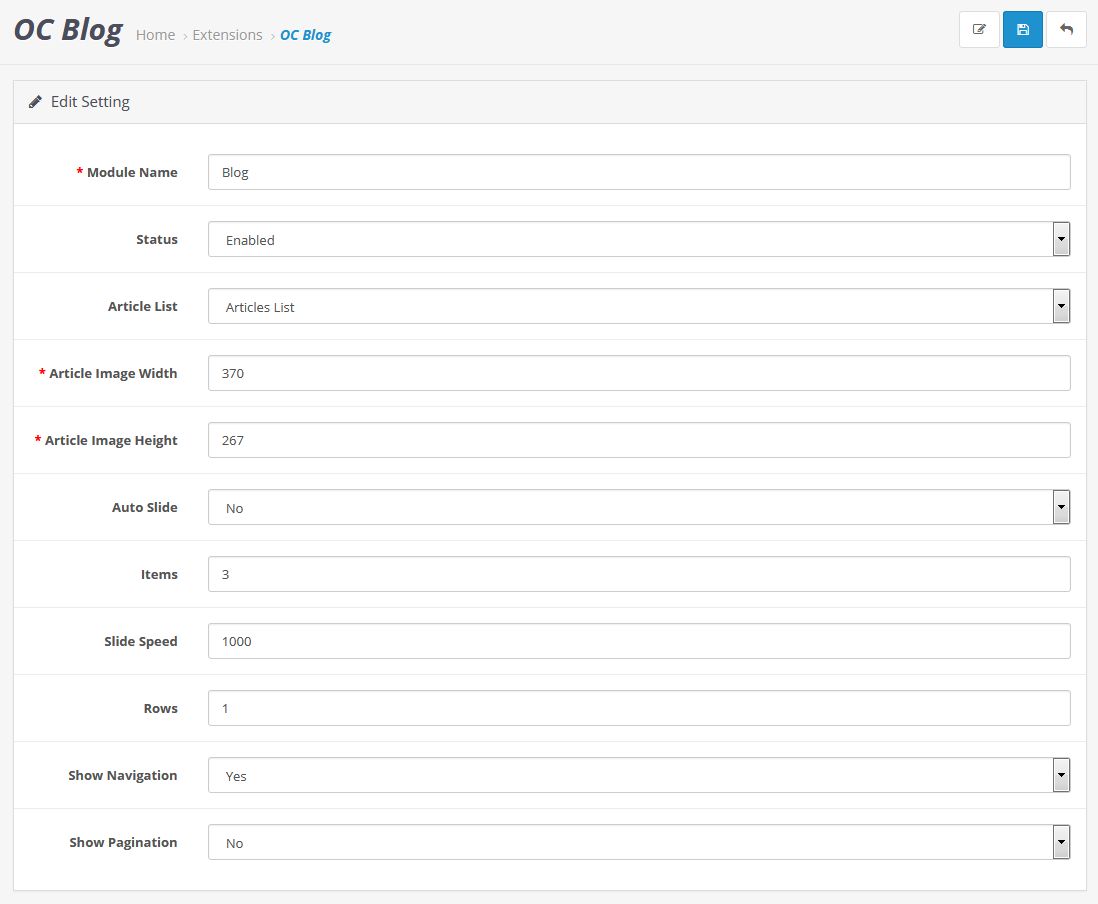 OC Blog Home › Extensions › OC Blog
Edit Setting
* Module Name Blog
Status Enabled
Article List Articles List
* Article Image Width 370
* Article Image Height 267
Auto Slide No
Items 3
Slide Speed 1000
Rows 1
Show Navigation Yes
Show Pagination No